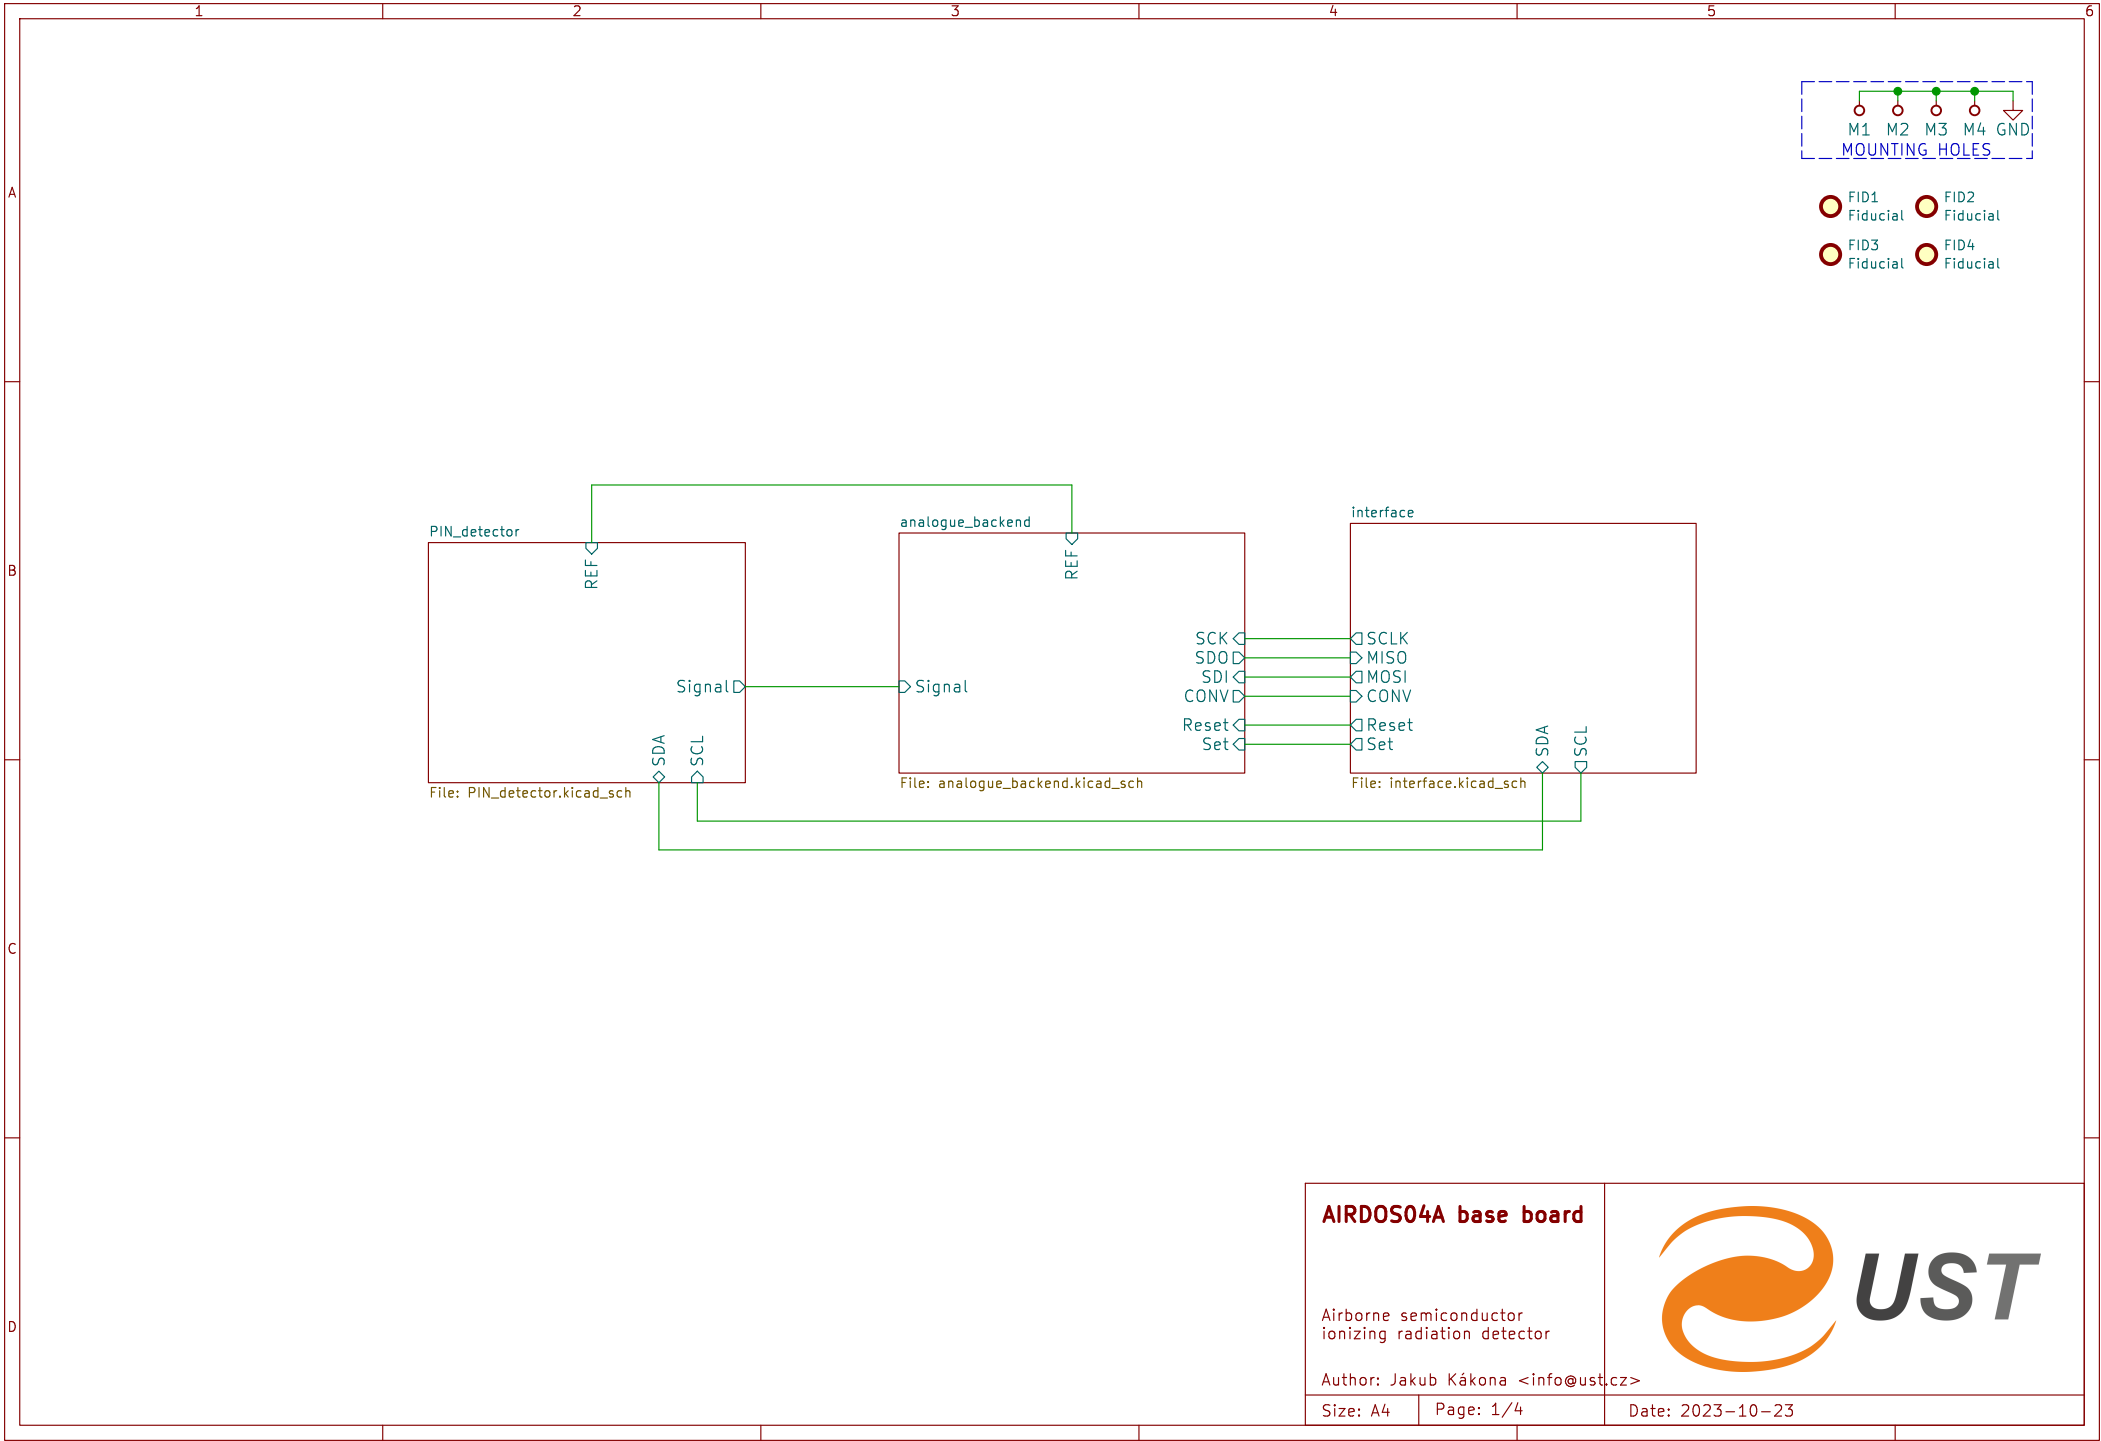 1 2 3 4 5 6
A
B
C
D
M1 M2 M3 M4 GND
MOUNTING HOLES
FID1
Fiducial
FID2
Fiducial
FID3
Fiducial
FID4
Fiducial
PIN_detector
REF
Signal
SDA
SCL
File: PIN_detector.kicad_sch
analogue_backend
REF
Signal
SCK
SDO
SDI
CONV
Reset
Set
File: analogue_backend.kicad_sch
interface
SCLK
MISO
MOSI
CONV
Reset
Set
SDA
SCL
File: interface.kicad_sch
AIRDOS04A base board
Airborne semiconductor
ionizing radiation detector
Author: Jakub Kákona <info@ust.cz>
Size: A4
Page: 1/4
Date: 2023-10-23
UST